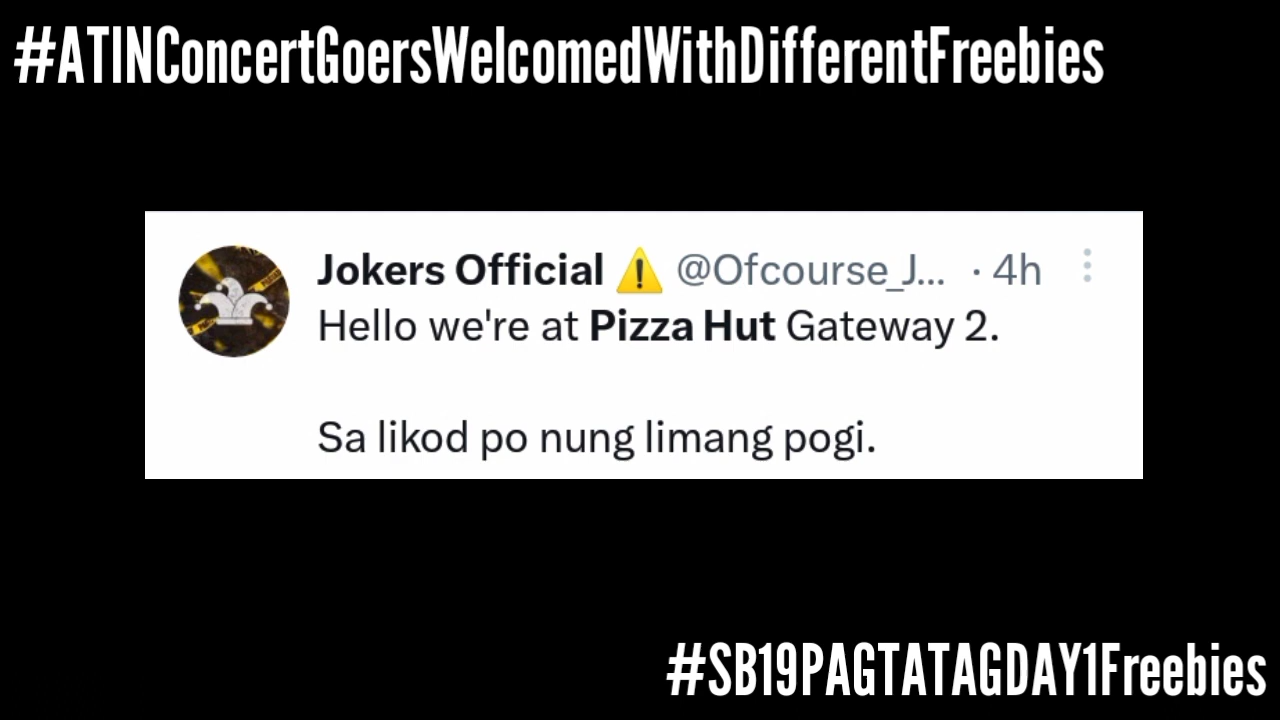 #ATINConcertGoersWelcomedWithDifferentFreebies
Jokers Official ⚠️ @Ofcourse_J... · 4h
Hello we're at Pizza Hut Gateway 2.
Sa likod po nung limang pogi.
#SB19PAGTATAGDAY1Freebies